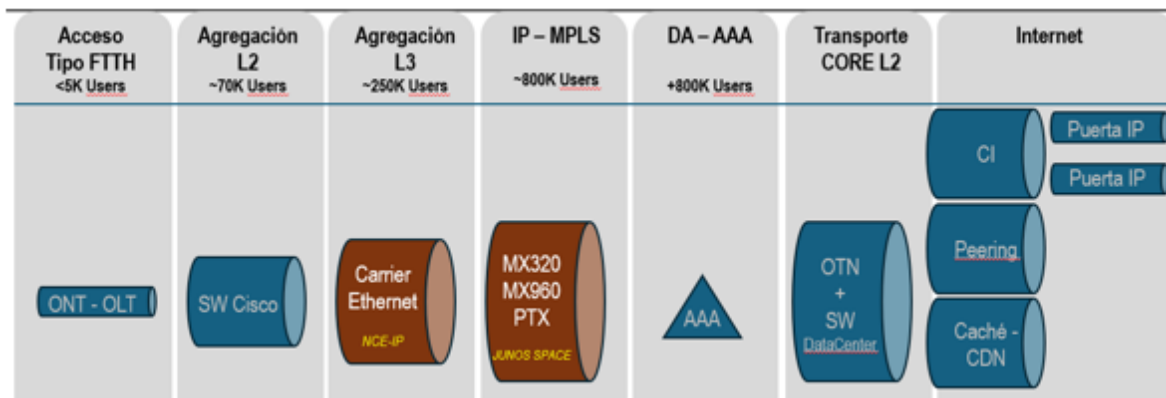 Acceso
Tipo FTTH
<5K Users
Agregación
L2
~70K Users
Agregación
L3
~250K Users
IP – MPLS
~800K Users
DA – AAA
+800K Users
Transporte
CORE L2
Internet
ONT - OLT
SW Cisco
Carrier
Ethernet
NCE-IP
MX320
MX960
PTX
JUNOS SPACE
AAA
OTN
+
SW
DataCenter
CI
Puerta IP
Puerta IP
Peering
Caché -
CDN